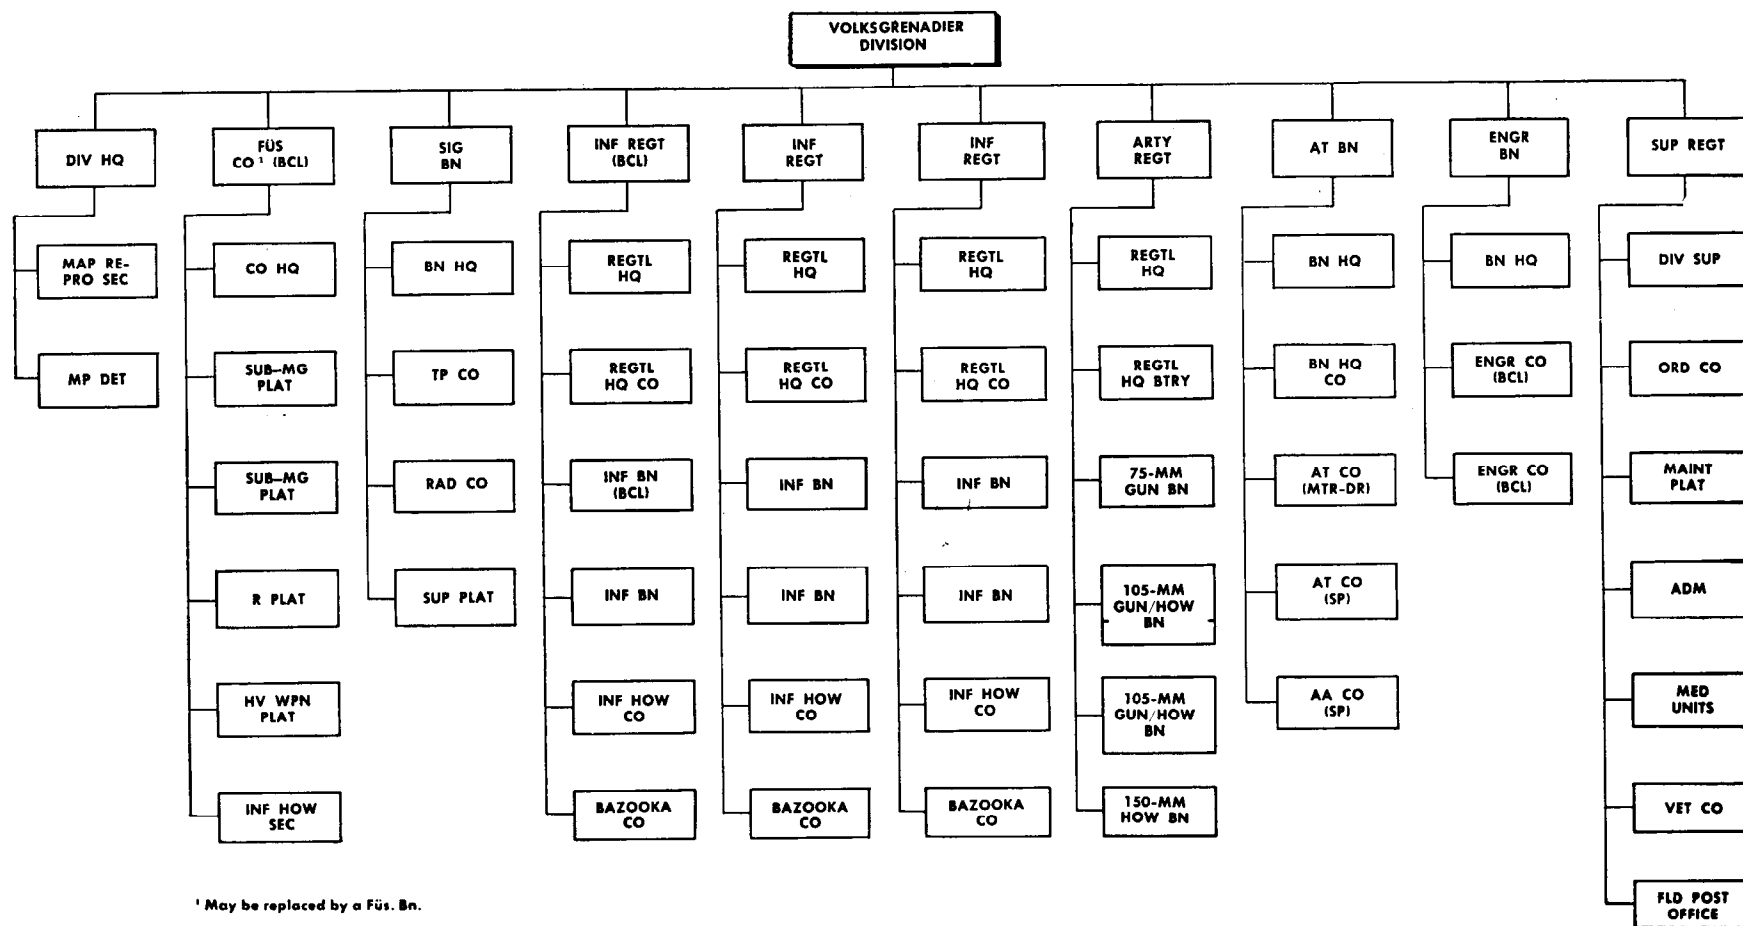 VOLKSGRENADIER
DIVISION
DIV HQ
MAP RE-
PRO SEC
MP DET
FÜS
CO ¹ (BCL)
CO HQ
SUB–MG
PLAT
SUB–MG
PLAT
R PLAT
HV WPN
PLAT
INF HOW
SEC
SIG
BN
BN HQ
TP CO
RAD CO
SUP PLAT
INF REGT
(BCL)
REGTL
HQ
REGTL
HQ CO
INF BN
(BCL)
INF BN
INF HOW
CO
BAZOOKA
CO
INF
REGT
REGTL
HQ
REGTL
HQ CO
INF BN
INF BN
INF HOW
CO
BAZOOKA
CO
INF
REGT
REGTL
HQ
REGTL
HQ CO
INF BN
INF BN
INF HOW
CO
BAZOOKA
CO
ARTY
REGT
REGTL
HQ
REGTL
HQ BTRY
75-MM
GUN BN
105-MM
GUN/HOW
BN
105-MM
GUN/HOW
BN
150-MM
HOW BN
AT BN
BN HQ
BN HQ
CO
AT CO
(MTR-DR)
AT CO
(SP)
AA CO
(SP)
ENGR
BN
BN HQ
ENGR CO
(BCL)
ENGR CO
(BCL)
SUP REGT
DIV SUP
ORD CO
MAINT
PLAT
ADM
MED
UNITS
VET CO
FLD POST
OFFICE
¹ May be replaced by a Füs. Bn.